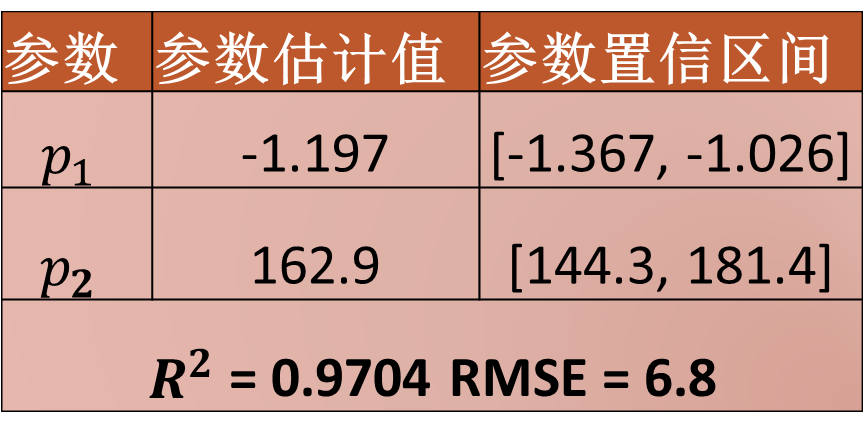 参数 参数估计值 参数置信区间
p₁ -1.197 [-1.367, -1.026]
p₂ 162.9 [144.3, 181.4]
R² = 0.9704 RMSE = 6.8